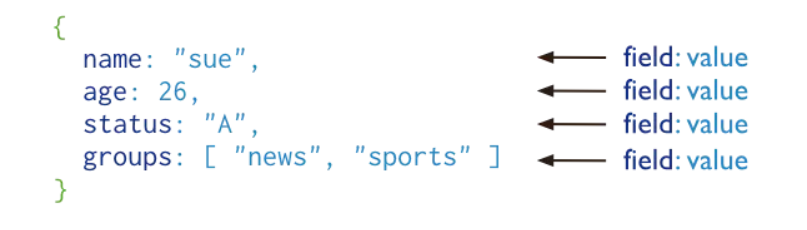 {
name: "sue", field: value
age: 26, field: value
status: "A", field: value
groups: [ "news", "sports" ] field: value
}